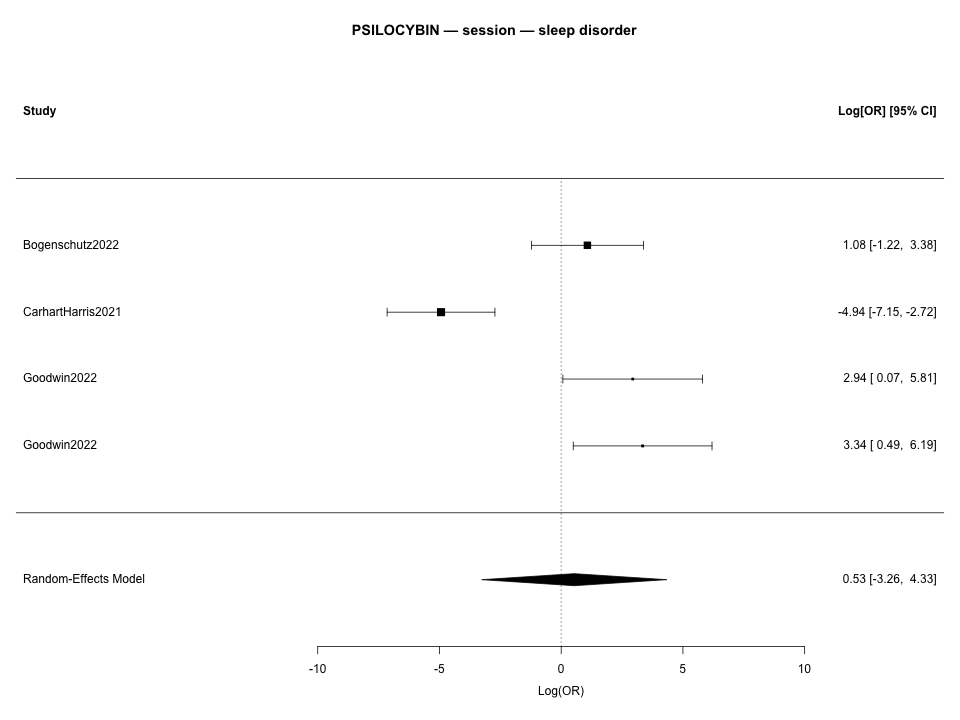 PSILOCYBIN — session — sleep disorder
Study Log[OR] [95% CI]
Bogenschutz2022 1.08 [-1.22, 3.38]
CarhartHarris2021 -4.94 [-7.15, -2.72]
Goodwin2022 2.94 [ 0.07, 5.81]
Goodwin2022 3.34 [ 0.49, 6.19]
Random-Effects Model 0.53 [-3.26, 4.33]
-10 -5 0 5 10
Log(OR)